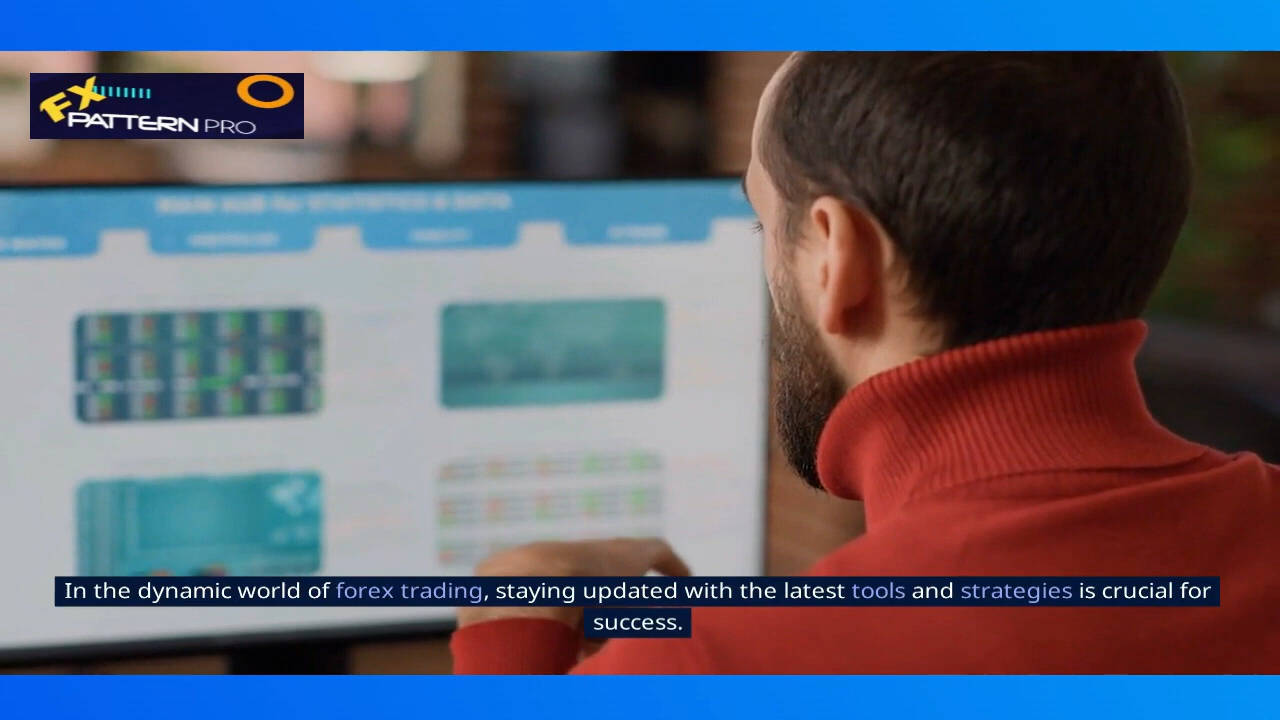 FX
PATTERN PRO
In the dynamic world of forex trading, staying updated with the latest tools and strategies is crucial for
success.